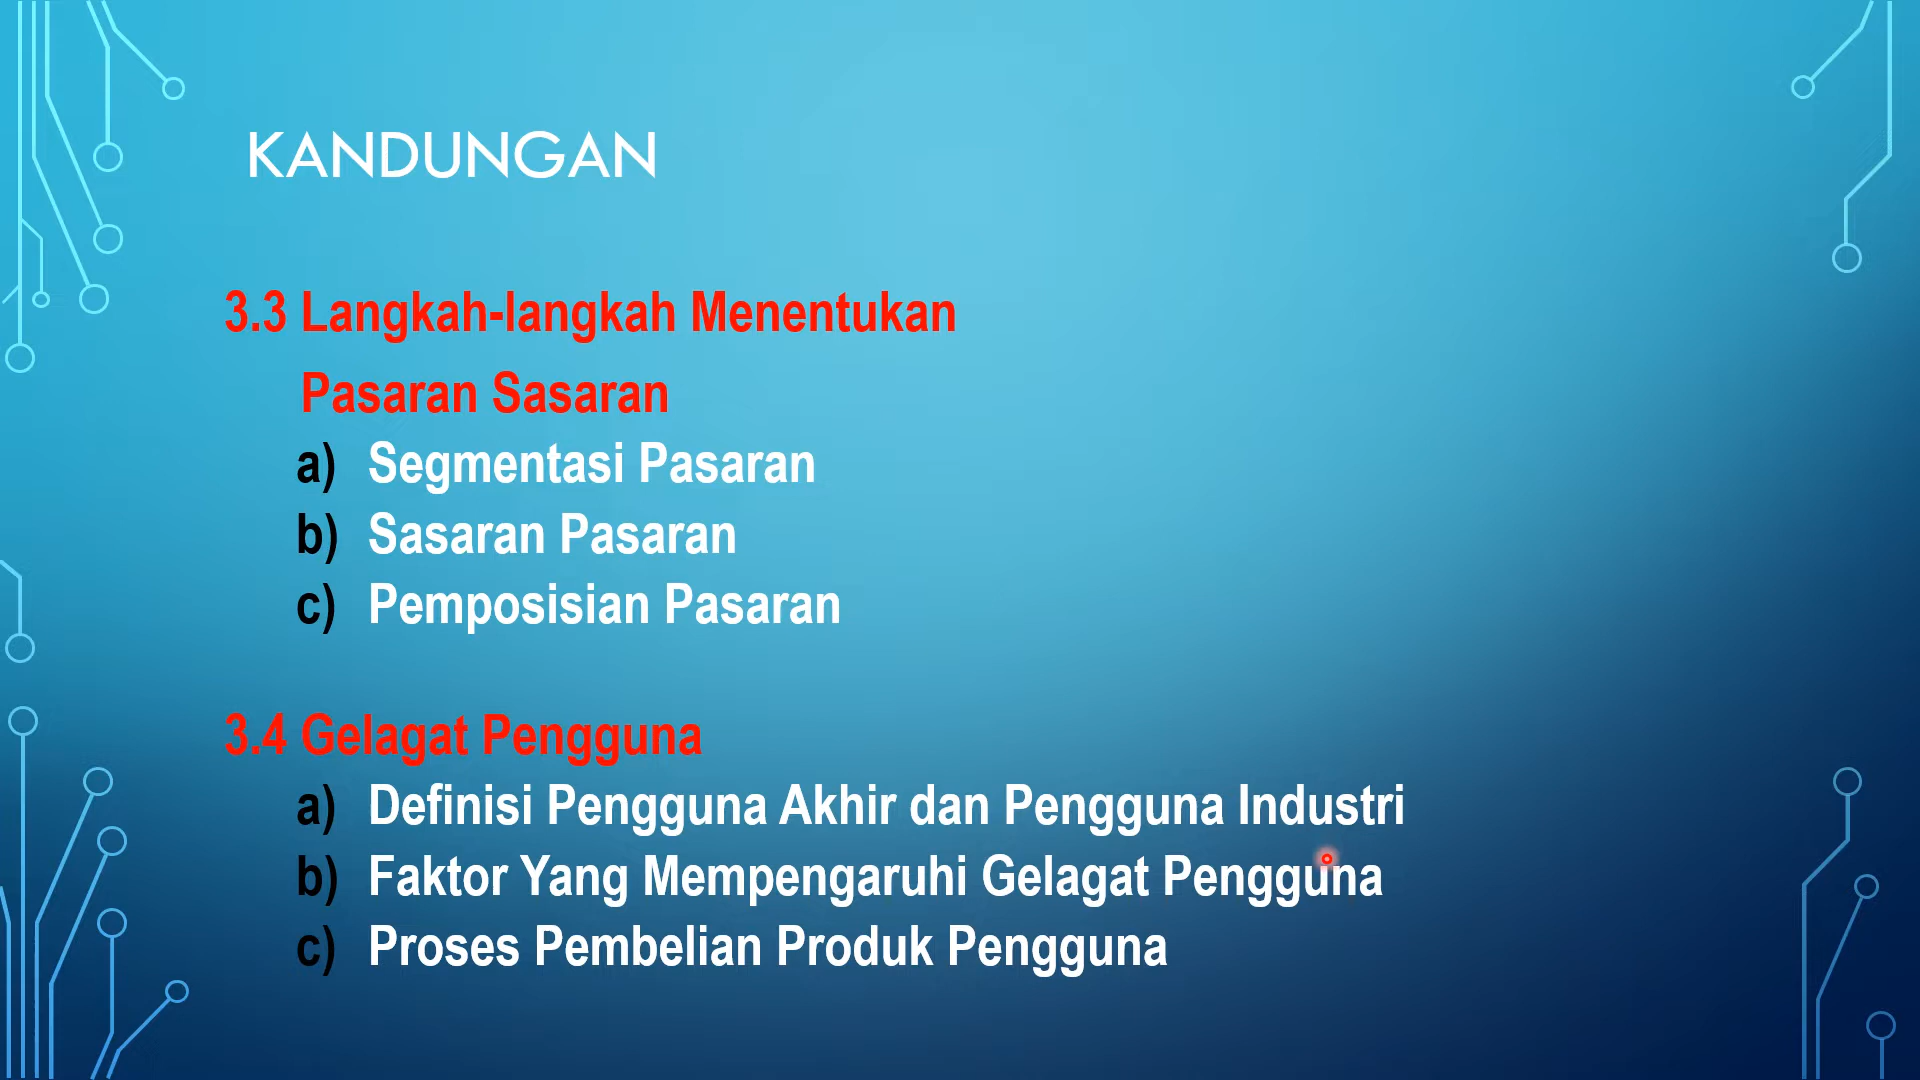 KANDUNGAN
3.3 Langkah-langkah Menentukan
Pasaran Sasaran
a) Segmentasi Pasaran
b) Sasaran Pasaran
c) Pemposisian Pasaran
3.4 Gelagat Pengguna
a) Definisi Pengguna Akhir dan Pengguna Industri
b) Faktor Yang Mempengaruhi Gelagat Pengguna
c) Proses Pembelian Produk Pengguna